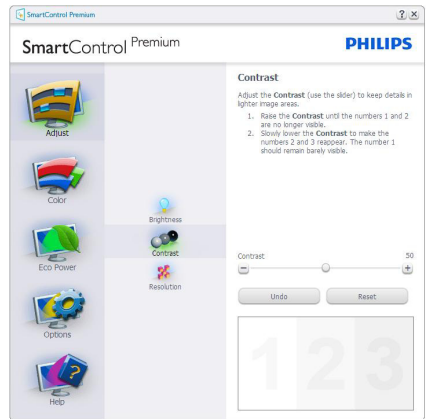 SmartControl Premium
SmartControl Premium
PHILIPS
Adjust
Color
Eco Power
Options
Help
Brightness
Contrast
Resolution
Contrast
Adjust the Contrast (use the slider) to keep details in
lighter image areas.
1. Raise the Contrast until the numbers 1 and 2
are no longer visible.
2. Slowly lower the Contrast to make the
numbers 2 and 3 reappear. The number 1
should remain barely visible.
Contrast 50
Undo Reset
1 2 3